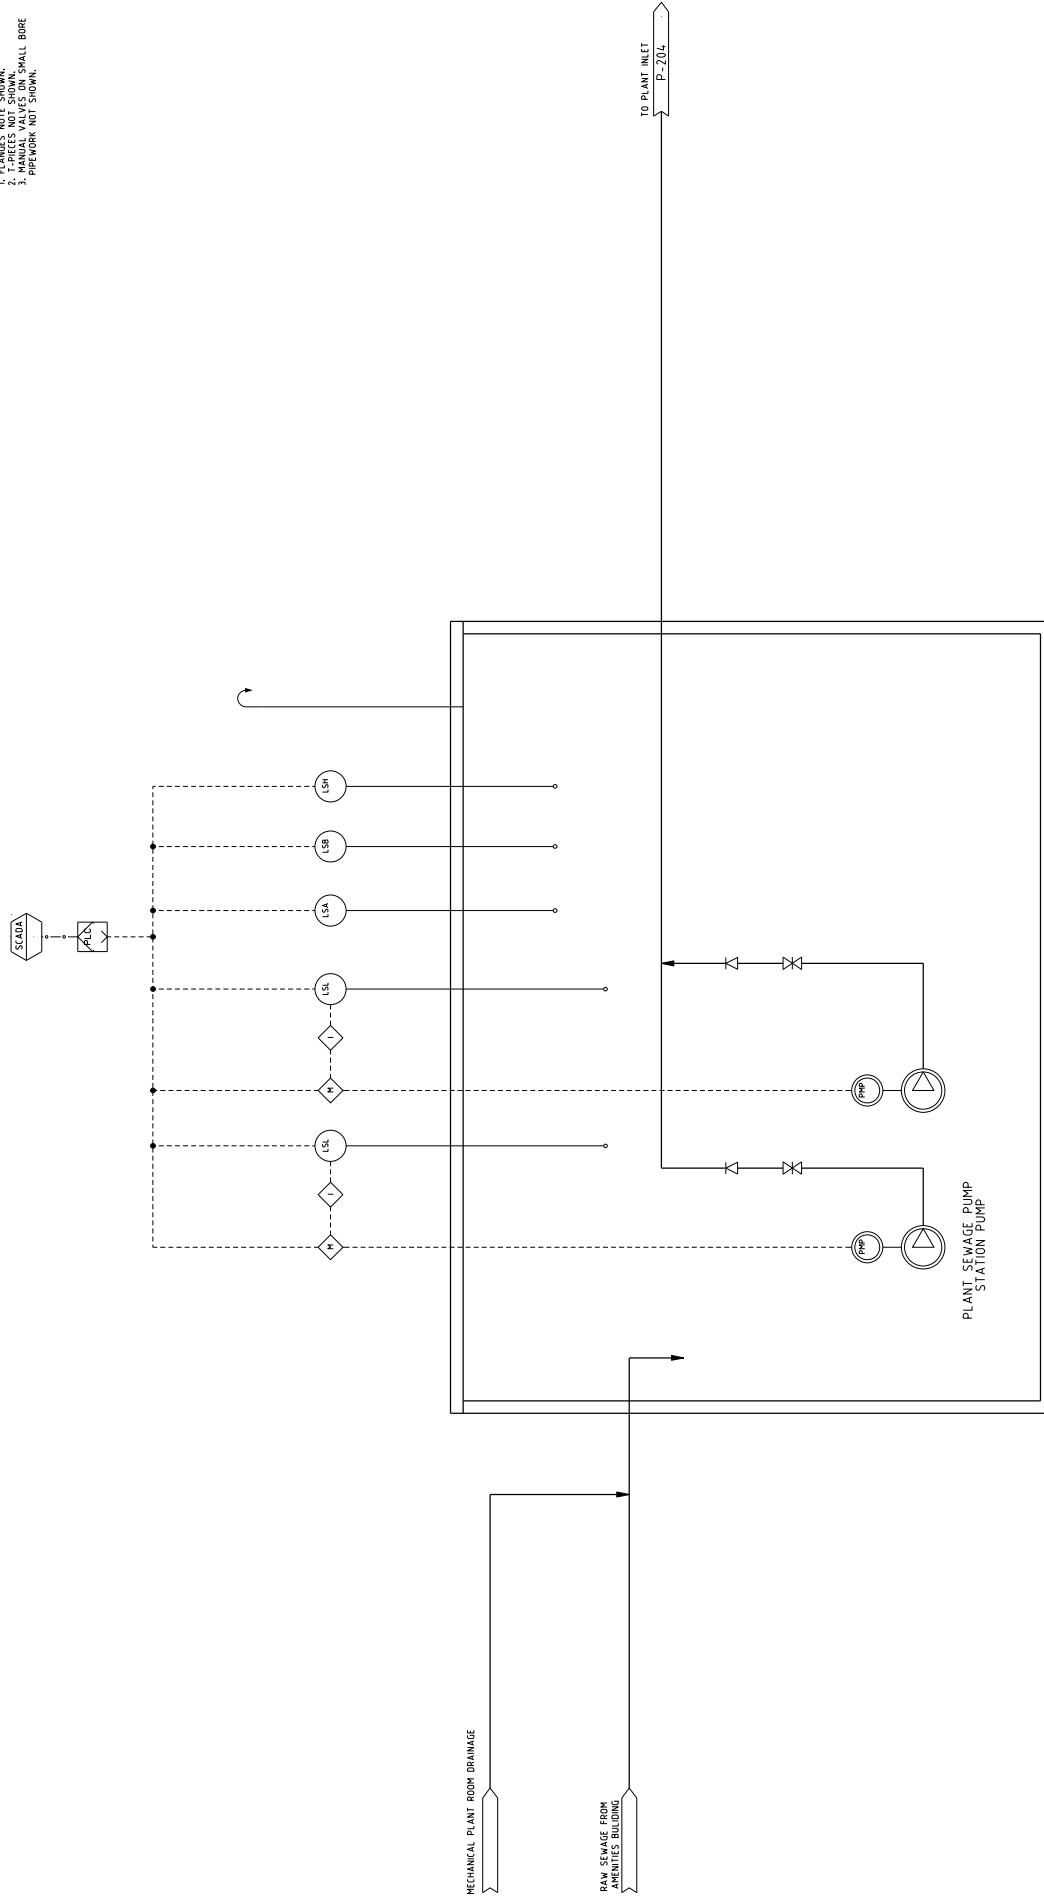 1. FLANGES NOTE SHOWN.
2. T-PIECES NOT SHOWN.
3. MANUAL VALVES ON SMALL BORE
PIPEWORK NOT SHOWN.
SCADA
PLC
LSL
LSL
LSA
LSB
LSH
M
I
M
I
MECHANICAL PLANT ROOM DRAINAGE
RAW SEWAGE FROM
AMENITIES BULIDING
TO PLANT INLET
P-204
PMP
PMP
PLANT SEWAGE PUMP
STATION PUMP